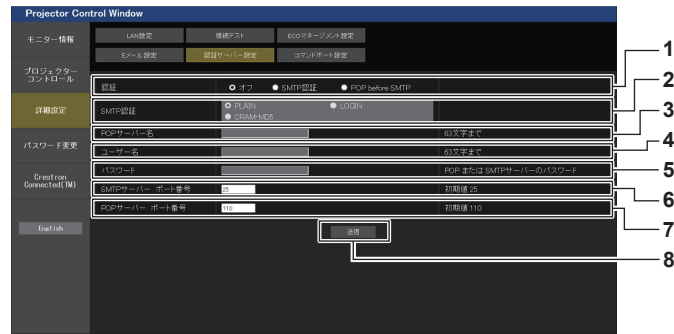 Projector Control Window
モニター情報
プロジェクター
コントロール
詳細設定
パスワード変更
Crestron
Connected(TM)
English
LAN設定 接続テスト ECOマネージメント設定
Eメール設定 認証サーバー設定 コマンドポート設定
認証 オフ SMTP認証 POP before SMTP 1
SMTP認証 PLAIN LOGIN 2
CRAM-MD5
POPサーバー名 63文字まで 3
ユーザー名 63文字まで 4
パスワード POP または SMTPサーバーのパスワード 5
SMTPサーバー ポート番号 25 初期値 25 6
POPサーバー ポート番号 110 初期値 110 7
送信 8